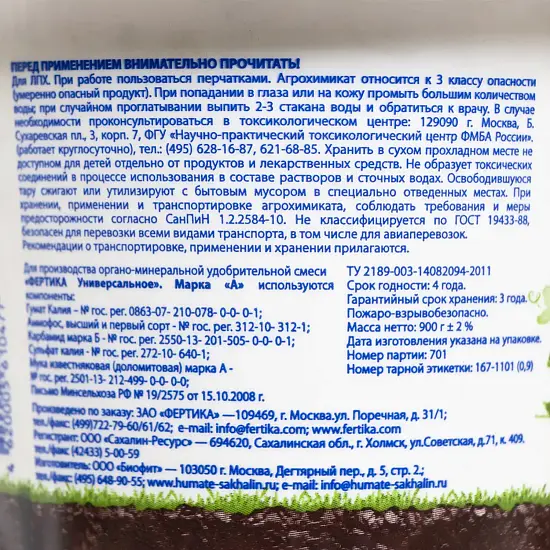 ПЕРЕД ПРИМЕНЕНИЕМ ВНИМАТЕЛЬНО ПРОЧИТАТЬ!
Для ЛПХ. При работе пользоваться перчатками. Агрохимикат относится к 3 классу опасности
(умеренно опасный продукт). При попадании в глаза или на кожу промыть большим количеством
воды; при случайном проглатывании выпить 2-3 стакана воды и обратиться к врачу. В случае
необходимости проконсультироваться в токсикологическом центре: 129090 г. Москва, Б.
Сухаревская пл., 3, корп. 7, ФГУ «Научно-практический токсикологический центр ФМБА России»,
(работает круглосуточно), тел.: (495) 628-16-87, 621-68-85. Хранить в сухом прохладном месте не
доступном для детей отдельно от продуктов и лекарственных средств. Не образует токсических
соединений в процессе использования в составе растворов и сточных водах. Освободившуюся
тару сжигают или утилизируют с бытовым мусором в специально отведенных местах. При
хранении, применении и транспортировке агрохимиката, соблюдать требования и меры
предосторожности согласно СанПиН 1.2.2584-10. Не классифицируется по ГОСТ 19433-88,
безопасен для перевозки всеми видами транспорта, в том числе для авиаперевозок.
Рекомендации о транспортировке, применении и хранении прилагаются.
Для производства органо-минеральной удобрительной смеси
«ФЕРТИКА Универсальное». Марка «А» используются
компоненты:
Гумат Калия – № гос. рег. 0863-07- 210-078- 0-0- 0-1;
Аммофос, высший и первый сорт - № гос. рег. 312-10- 312-1;
Карбамид марка Б - № гос. рег. 2550-13- 201-505- 0-0- 0-1;
Сульфат калия - № гос. рег. 272-10- 640-1;
Мука известняковая (доломитовая) марка А -
№ гос. рег. 2501-13- 212-499- 0-0- 0-0;
Письмо Минсельхоза РФ № 19/2575 от 15.10.2008 г.
ТУ 2189-003-14082094-2011
Срок годности: 4 года.
Гарантийный срок хранения: 3 года.
Пожаро-взрывобезопасно.
Масса нетто: 900 г ± 2 %
Дата изготовления указана на упаковке.
Номер партии: 701
Номер тарной этикетки: 167-1101 (0,9)
Произведено по заказу: ЗАО «ФЕРТИКА» —109469, г. Москва.ул. Поречная, д. 31/1;
тел./факс: (499)722-79-60/61/62; e-mail: info@fertika.com; www.fertika.com
Регистрант: ООО «Сахалин-Ресурс» — 694620, Сахалинская обл., г. Холмск, ул.Советская, д.71, к. 409.
тел./факс: (42433) 5-00-59
Изготовитель: ООО «Биофит» — 103050 г. Москва, Дегтярный пер., д. 5, стр. 2.;
тел./факс: (495) 648-90-55; www.humate-sakhalin.ru; e-mail: info@humate-sakhalin.ru